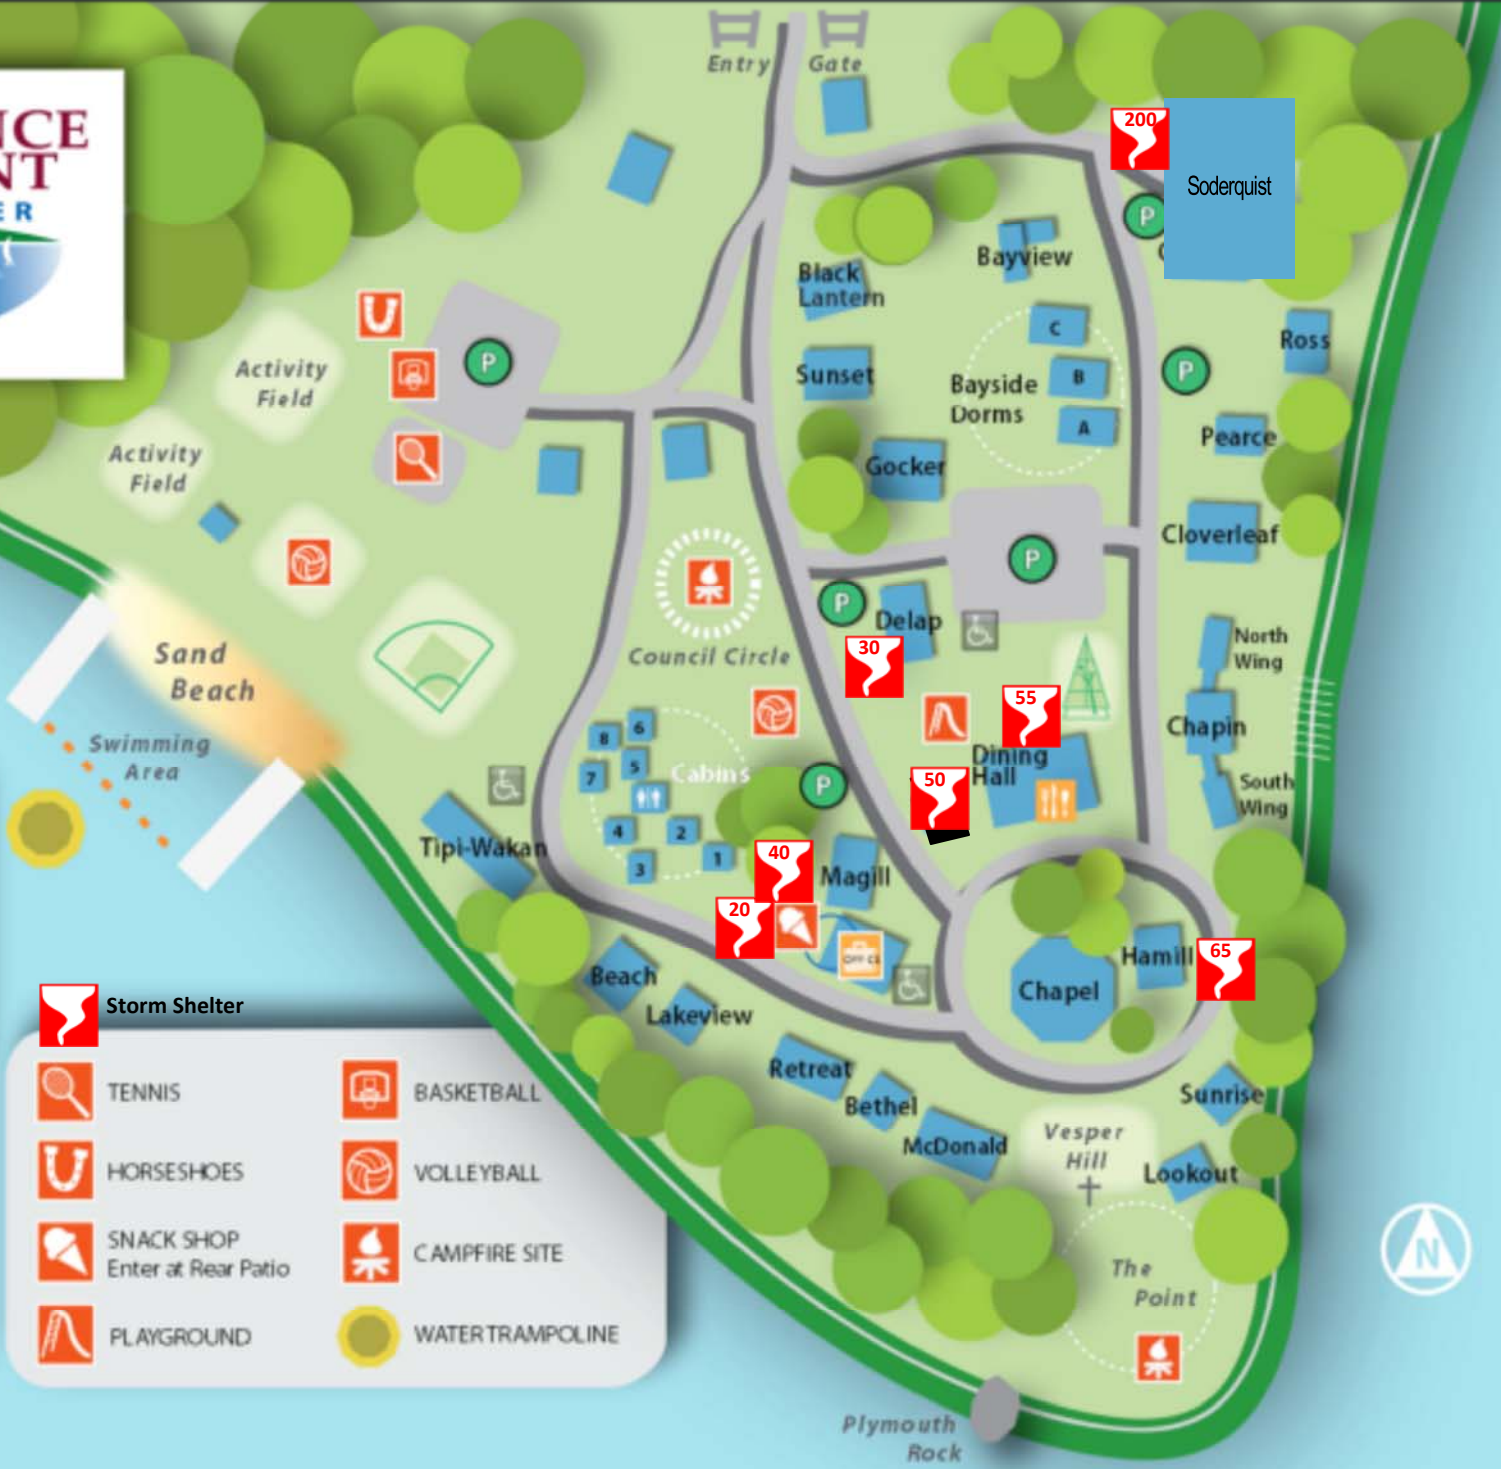 Entry Gate
NCE
NT
ER
200
Soderquist
P
Bayview
Black
Lantern
C
Ross
Activity
Field
P
Sunset
B
P
Bayside
Dorms
A
Pearce
Activity
Field
Gocker
Cloverleaf
P
P
Delap
North
Wing
Council Circle
30
Sand
Beach
55
Chapin
6
8
Swimming
Area
Dining
Hall
5
7
Cabins
P
50
South
Wing
4
2
Tipi-Wakan
1
3
40
Magill
20
OFFICE
Hamill
65
Beach
Chapel
Lakeview
Storm Shelter
Retreat
Bethel
Sunrise
McDonald
Vesper
Hill
Lookout
TENNIS
BASKETBALL
HORSESHOES
VOLLEYBALL
SNACK SHOP
Enter at Rear Patio
CAMPFIRE SITE
PLAYGROUND
WATER TRAMPOLINE
The
Point
N
Plymouth
Rock